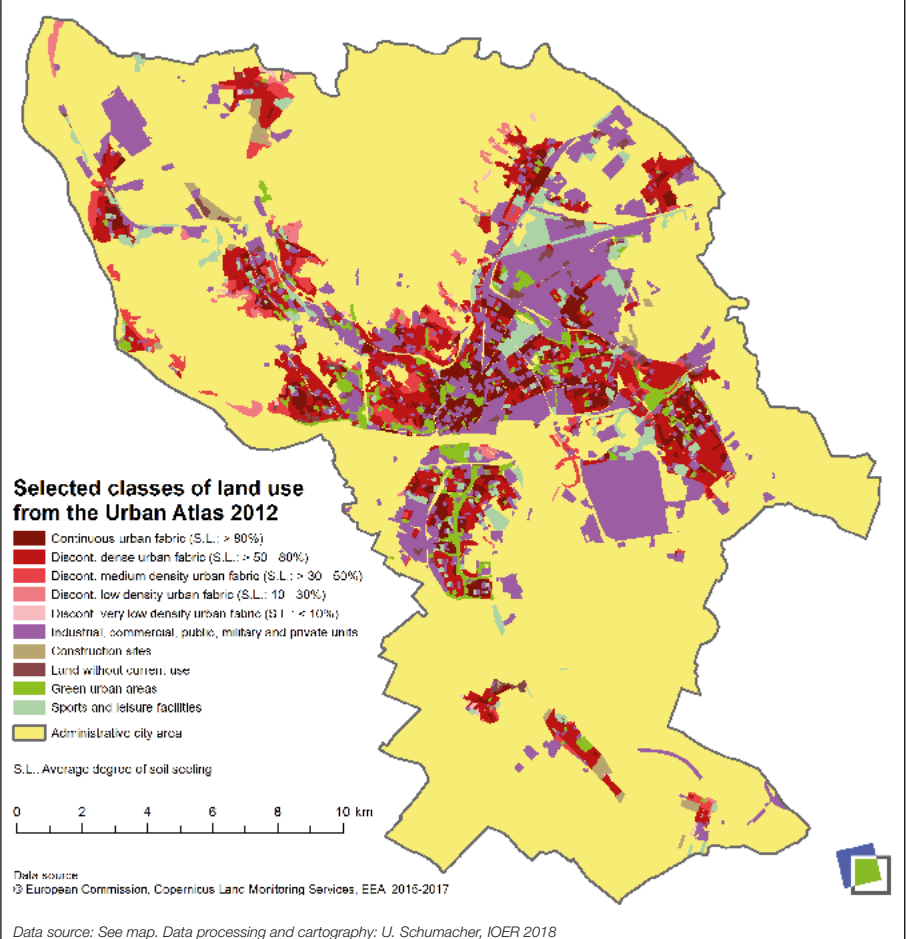 Selected classes of land use
from the Urban Atlas 2012
Continuous urban fabric (S.L.: > 80%)
Discont. dense urban fabric (S.L.: > 50 80%)
Discont. medium density urban fabric (S.L.: > 30 50%)
Discont. low density urban fabric (S.L.: 10 30%)
Discont. very low density urban fabric (S.L.: < 10%)
Industrial, commercial, public, military and private units
Construction sites
Land without current use
Green urban areas
Sports and leisure facilities
Administrative city area
S.L.. Average degree of soil seeling
0 2 4 6 8 10 km
Data source
© European Commission, Copernicus Land Monitoring Services, EEA 2015-2017
Data source: See map. Data processing and cartography: U. Schumacher, IOER 2018